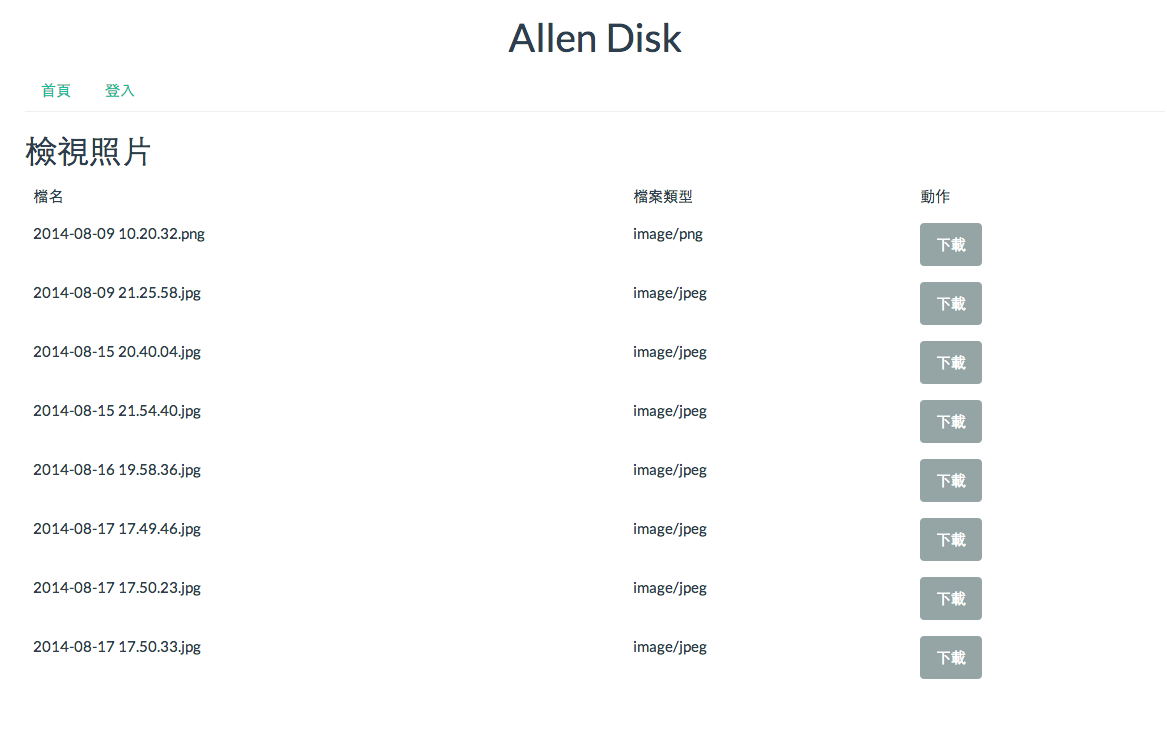 Allen Disk
首頁 登入
檢視照片
檔名 檔案類型 動作
2014-08-09 10.20.32.png image/png 下載
2014-08-09 21.25.58.jpg image/jpeg 下載
2014-08-15 20.40.04.jpg image/jpeg 下載
2014-08-15 21.54.40.jpg image/jpeg 下載
2014-08-16 19.58.36.jpg image/jpeg 下載
2014-08-17 17.49.46.jpg image/jpeg 下載
2014-08-17 17.50.23.jpg image/jpeg 下載
2014-08-17 17.50.33.jpg image/jpeg 下載